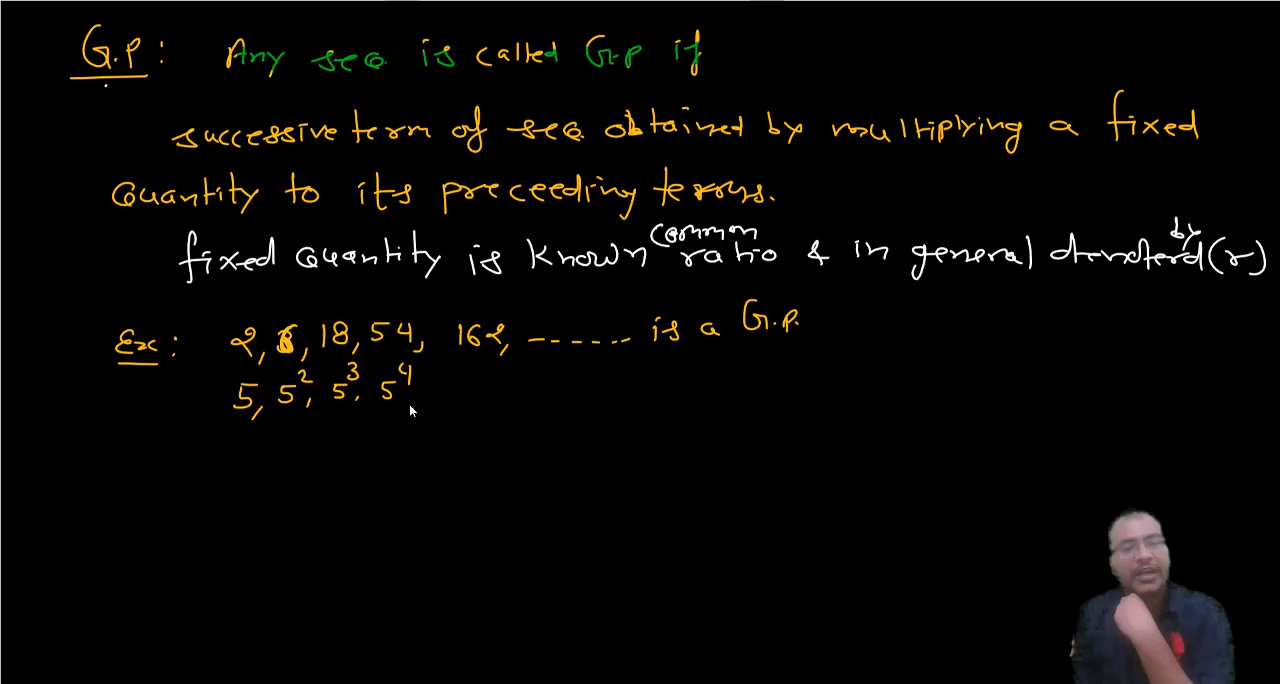 G.P: Any seq. is called G.P if
successive term of seq. obtained by multiplying a fixed
quantity to its preceeding terms.
fixed quantity is known common ratio & in general denoterd by (r)
Ex: 2, 6, 18, 54, 162, ------ is a G.P.
5, 5², 5³, 5⁴